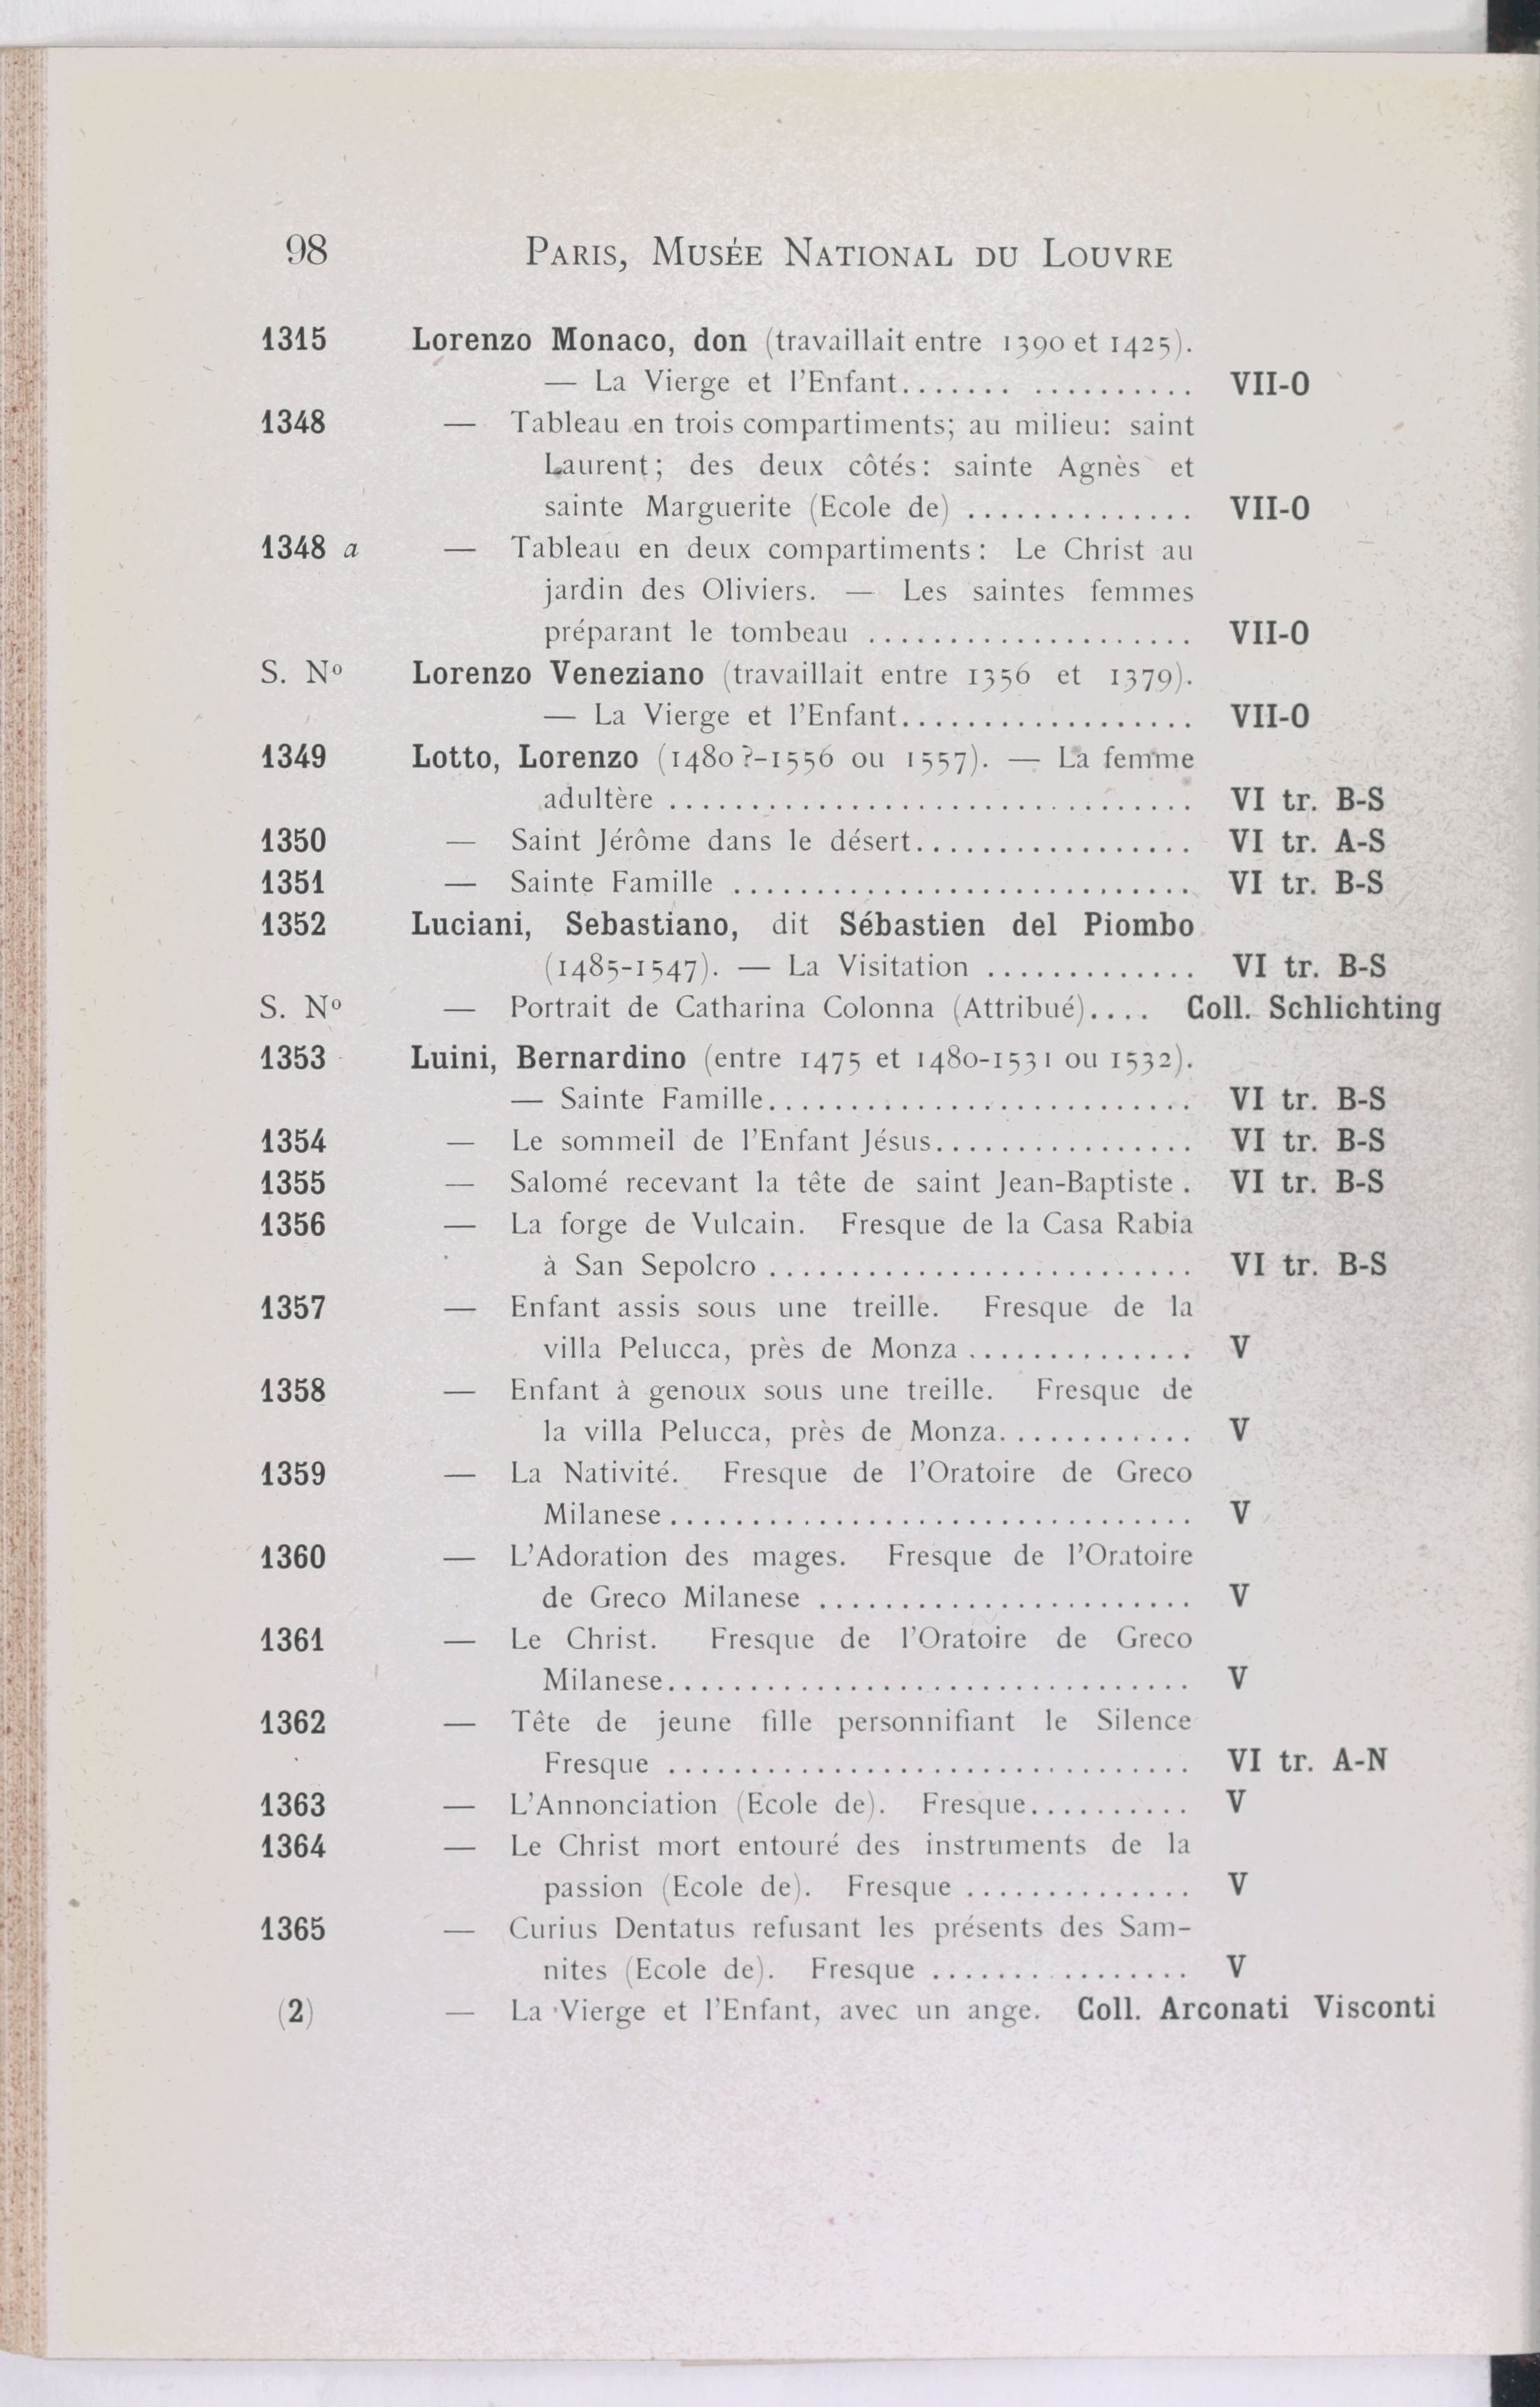 98 PARIS, MUSÉE NATIONAL DU LOUVRE
1315 Lorenzo Monaco, don (travaillait entre 1390 et 1425).
— La Vierge et l'Enfant....... .......... VII-O
1348 — Tableau en trois compartiments; au milieu: saint
Laurent; des deux côtés: sainte Agnès et
sainte Marguerite (Ecole de) .............. VII-O
1348 a — Tableau en deux compartiments: Le Christ au
jardin des Oliviers. — Les saintes femmes
préparant le tombeau .................... VII-O
S. Nº Lorenzo Veneziano (travaillait entre 1356 et 1379).
— La Vierge et l'Enfant.................. VII-O
1349 Lotto, Lorenzo (1480?-1556 ou 1557). — La femme
adultère ................................. VI tr. B-S
1350 — Saint Jérôme dans le désert................. VI tr. A-S
1351 — Sainte Famille ............................. VI tr. B-S
1352 Luciani, Sebastiano, dit Sébastien del Piombo
(1485-1547). — La Visitation ............. VI tr. B-S
S. Nº — Portrait de Catharina Colonna (Attribué).... Coll. Schlichting
1353 Luini, Bernardino (entre 1475 et 1480-1531 ou 1532).
— Sainte Famille.......................... VI tr. B-S
1354 — Le sommeil de l'Enfant Jésus................ VI tr. B-S
1355 — Salomé recevant la tête de saint Jean-Baptiste. VI tr. B-S
1356 — La forge de Vulcain. Fresque de la Casa Rabia
à San Sepolcro .......................... VI tr. B-S
1357 — Enfant assis sous une treille. Fresque de la
villa Pelucca, près de Monza .............. V
1358 — Enfant à genoux sous une treille. Fresque de
la villa Pelucca, près de Monza............ V
1359 — La Nativité. Fresque de l'Oratoire de Greco
Milanese................................. V
1360 — L'Adoration des mages. Fresque de l'Oratoire
de Greco Milanese ....................... V
1361 — Le Christ. Fresque de l'Oratoire de Greco
Milanese................................. V
1362 — Tête de jeune fille personnifiant le Silence
Fresque ................................. VI tr. A-N
1363 — L'Annonciation (Ecole de). Fresque.......... V
1364 — Le Christ mort entouré des instruments de la
passion (Ecole de). Fresque .............. V
1365 — Curius Dentatus refusant les présents des Sam-
nites (Ecole de). Fresque ................ V
(2) — La Vierge et l'Enfant, avec un ange. Coll. Arconati Visconti